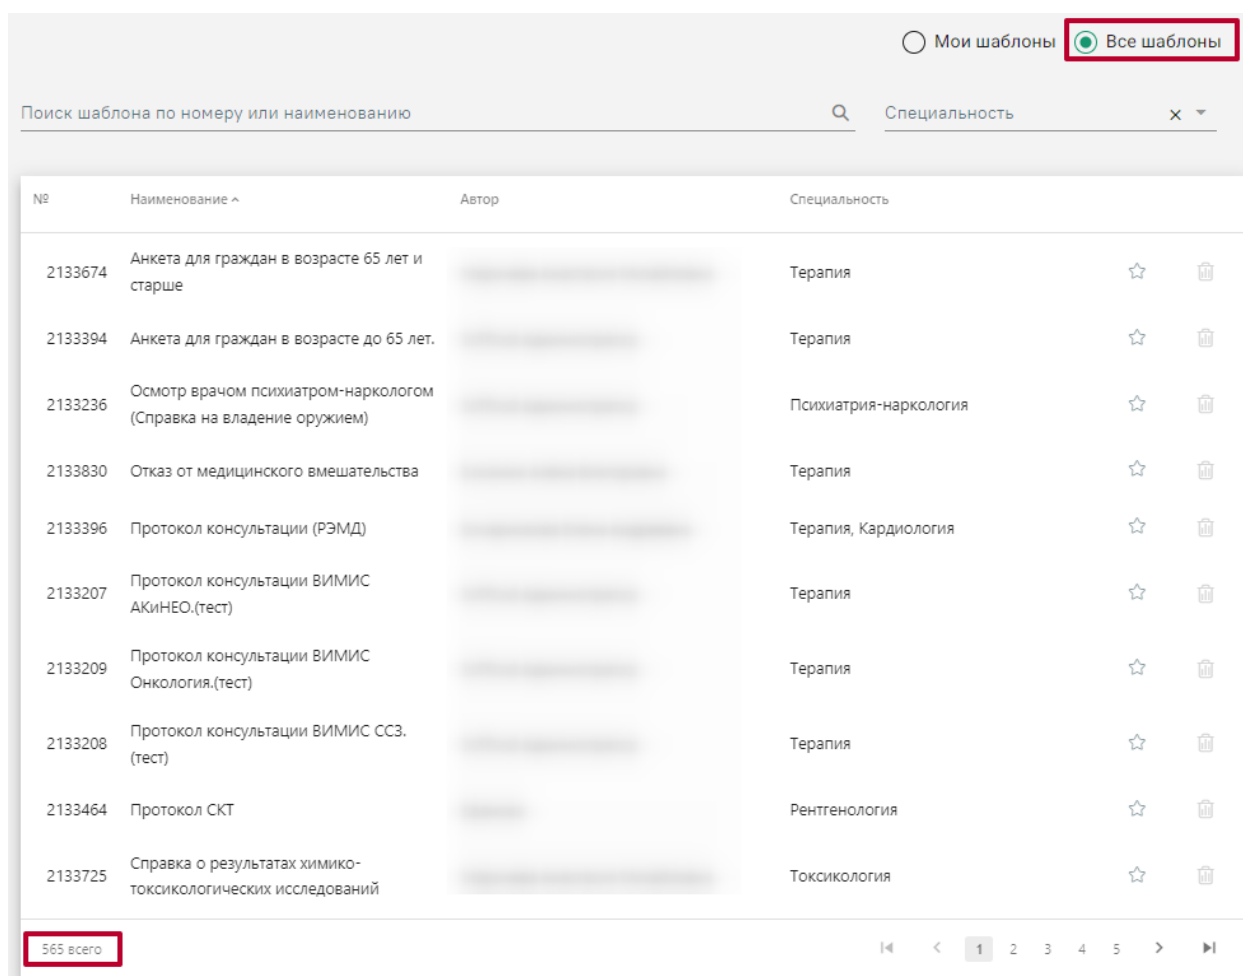 Мои шаблоны Все шаблоны
Поиск шаблона по номеру или наименованию Специальность
№ Наименование Автор Специальность
2133674 Анкета для граждан в возрасте 65 лет и
старше Терапия
2133394 Анкета для граждан в возрасте до 65 лет. Терапия
2133236 Осмотр врачом психиатром-наркологом
(Справка на владение оружием) Психиатрия-наркология
2133830 Отказ от медицинского вмешательства Терапия
2133396 Протокол консультации (РЭМД) Терапия, Кардиология
2133207 Протокол консультации ВИМИС
АКиНЕО.(тест) Терапия
2133209 Протокол консультации ВИМИС
Онкология.(тест) Терапия
2133208 Протокол консультации ВИМИС ССЗ.
(тест) Терапия
2133464 Протокол СКТ Рентгенология
2133725 Справка о результатах химико-
токсикологических исследований Токсикология
565 всего 1 2 3 4 5